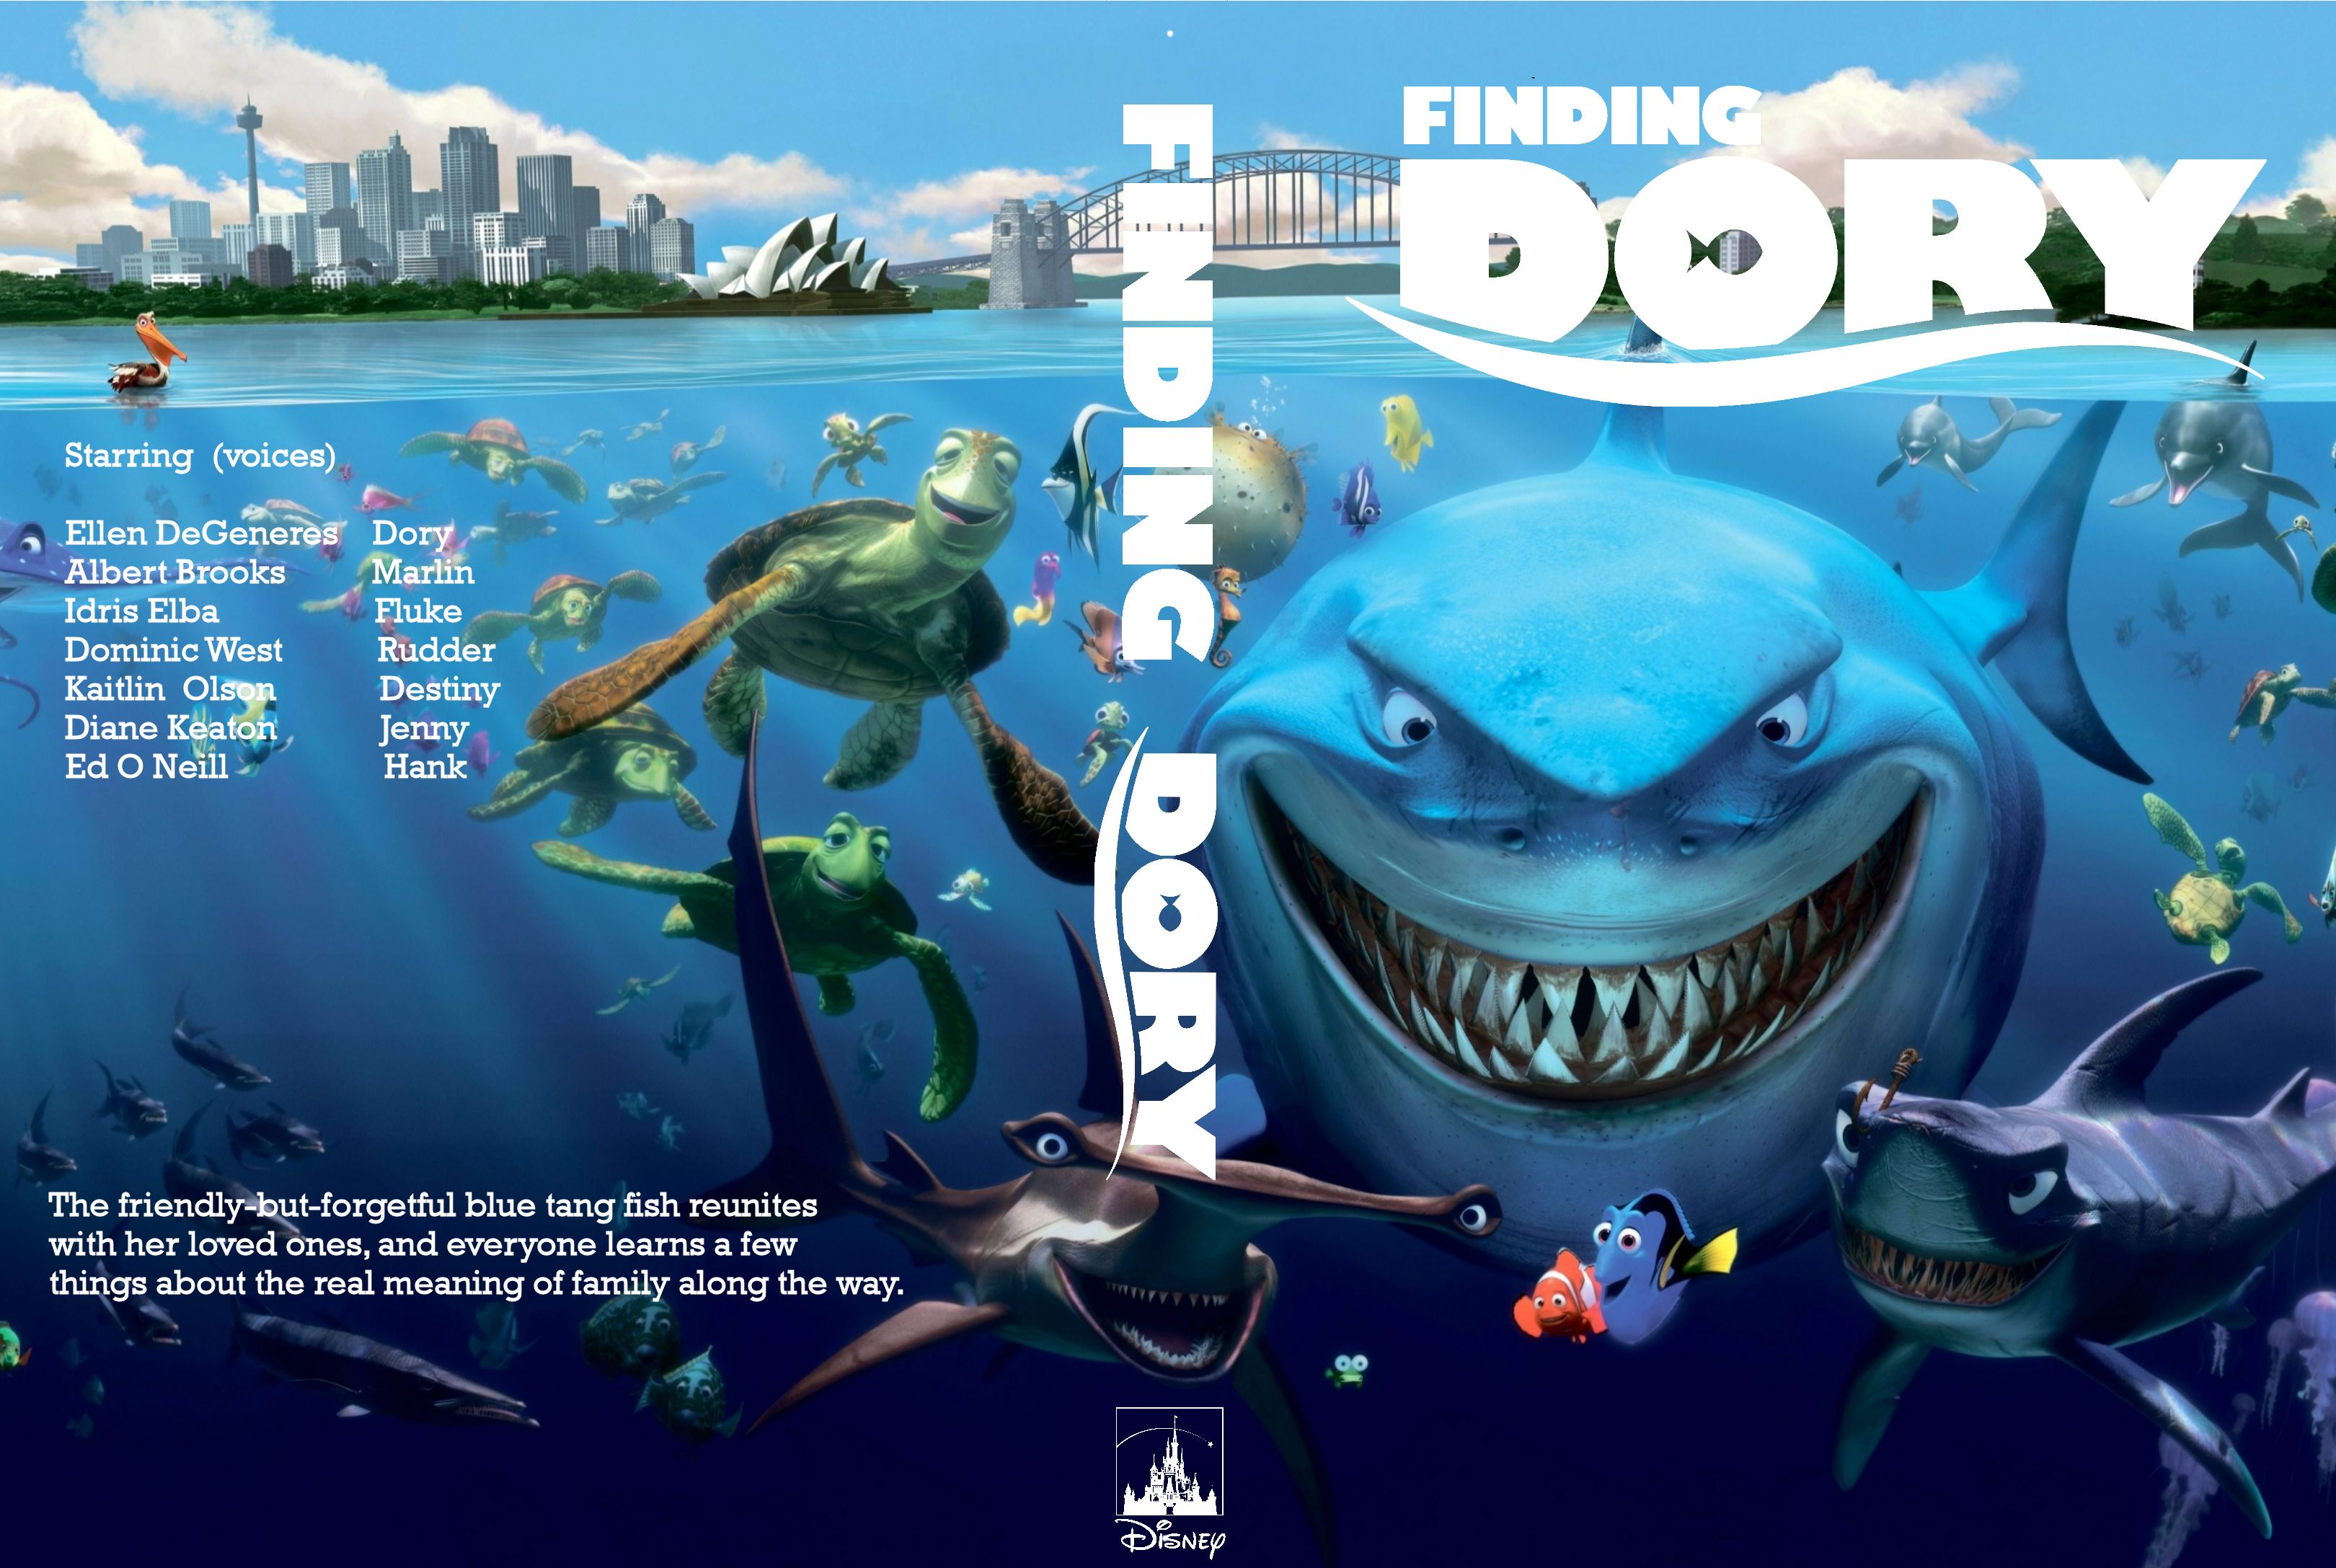 Starring (voices)
Ellen DeGeneres Dory
Albert Brooks Marlin
Idris Elba Fluke
Dominic West Rudder
Kaitlin Olson Destiny
Diane Keaton Jenny
Ed O Neill Hank
The friendly-but-forgetful blue tang fish reunites
with her loved ones, and everyone learns a few
things about the real meaning of family along the way.
FINDING DORY
DISNEY
FINDING
DORY